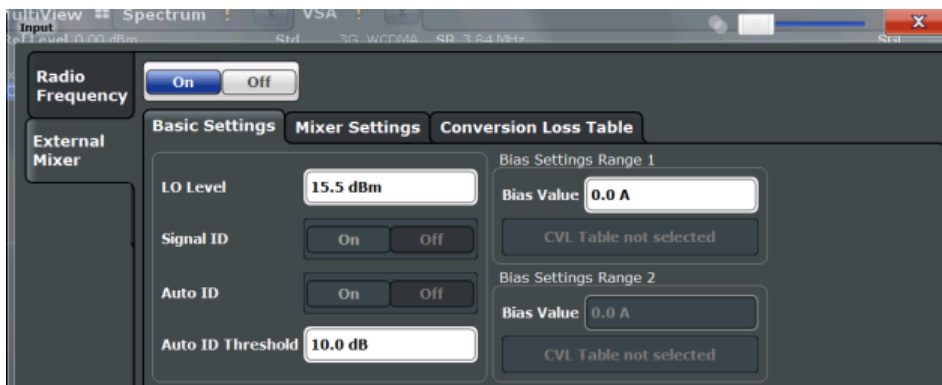 MultiView Spectrum ! X VSA ! X
Input X
Ref Level 0.00 dBm Std 3G_WCDMA SR 3.84 MHz
Radio
Frequency
On Off
External
Mixer
Basic Settings Mixer Settings Conversion Loss Table
LO Level 15.5 dBm
Signal ID On Off
Auto ID On Off
Auto ID Threshold 10.0 dB
Bias Settings Range 1
Bias Value 0.0 A
CVL Table not selected
Bias Settings Range 2
Bias Value 0.0 A
CVL Table not selected